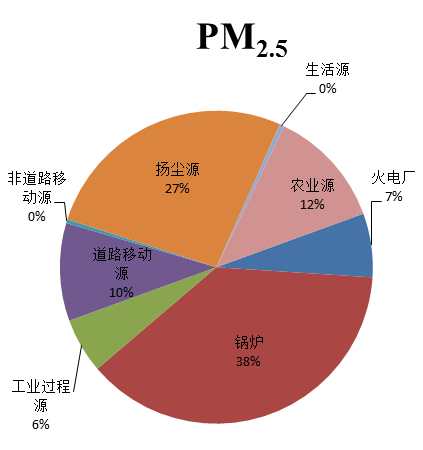 PM2.5
生活源
0%
农业源
12%
火电厂
7%
锅炉
38%
工业过程
源
6%
道路移动
源
10%
非道路移
动源
0%
扬尘源
27%